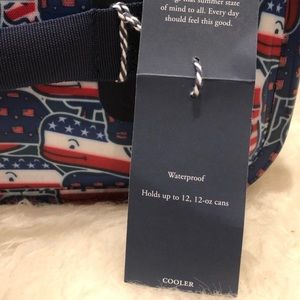 that summer state
of mind to all. Every day
should feel this good.
Waterproof
Holds up to 12, 12-oz cans
COOLER